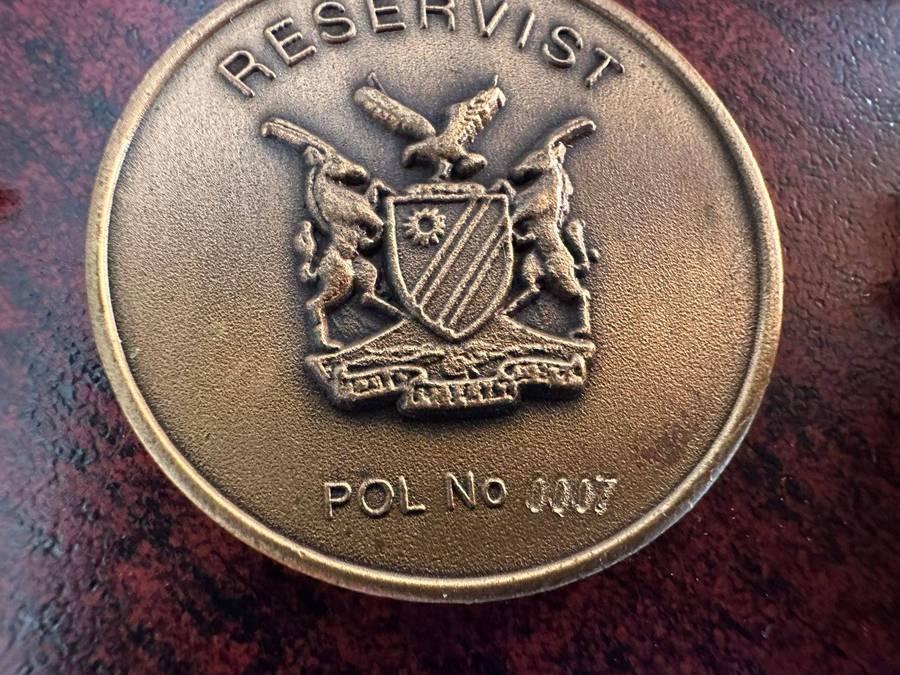 RESERVIST
POL No 0007